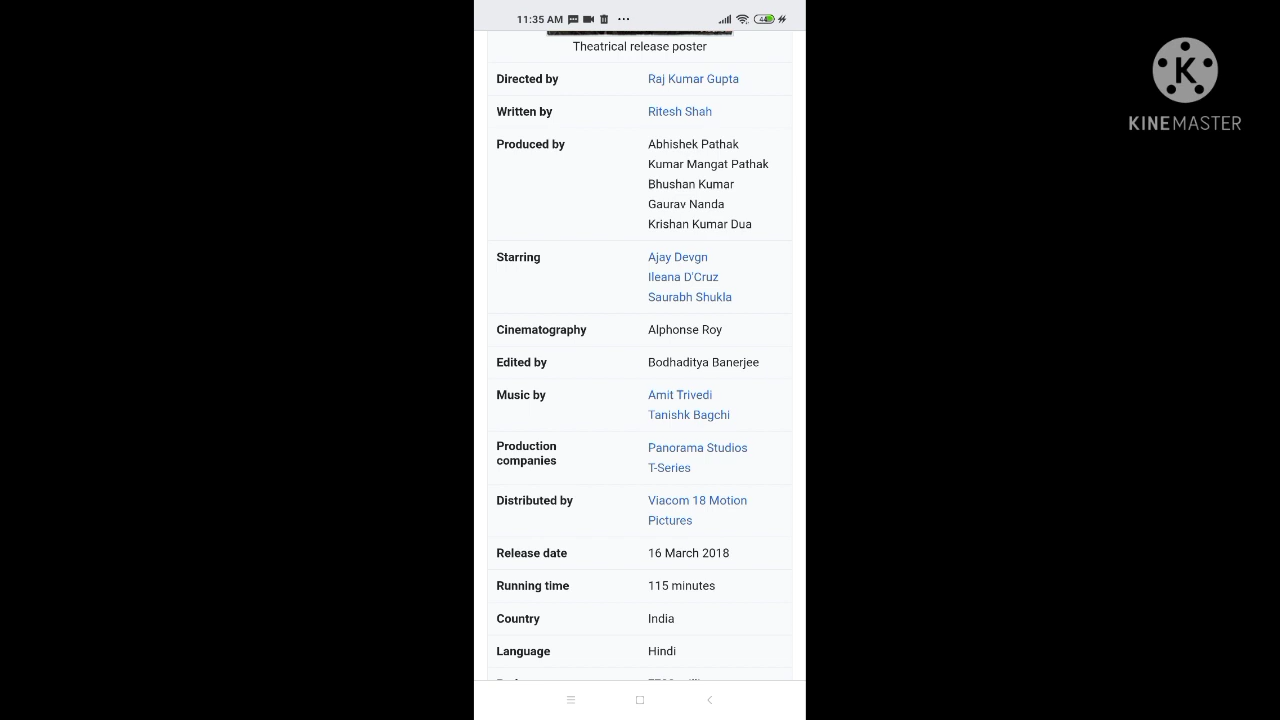 11:35 AM
44
Theatrical release poster
Directed by Raj Kumar Gupta
Written by Ritesh Shah
Produced by Abhishek Pathak
Kumar Mangat Pathak
Bhushan Kumar
Gaurav Nanda
Krishan Kumar Dua
Starring Ajay Devgn
Ileana D'Cruz
Saurabh Shukla
Cinematography Alphonse Roy
Edited by Bodhaditya Banerjee
Music by Amit Trivedi
Tanishk Bagchi
Production companies Panorama Studios
T-Series
Distributed by Viacom 18 Motion
Pictures
Release date 16 March 2018
Running time 115 minutes
Country India
Language Hindi
K
KINEMASTER